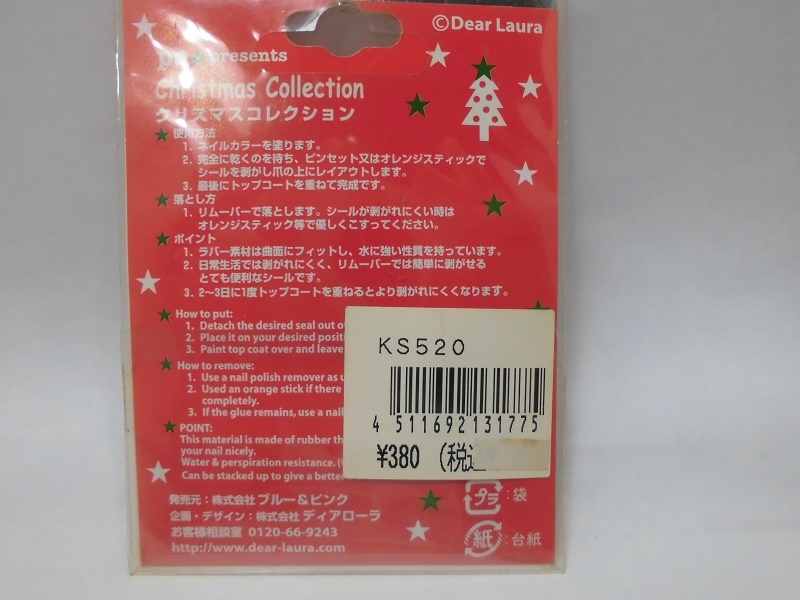 ©Dear Laura
presents
Christmas Collection
クリスマスコレクション
使用方法
1. ネイルカラーを塗ります。
2. 完全に乾くのを待ち、ピンセット又はオレンジスティックで
シールを剥がし爪の上にレイアウトします。
3. 最後にトップコートを重ねて完成です。
落とし方
1. リムーバーで落とします。シールが剥がれにくい時は
オレンジスティック等で優しくこすってください。
ポイント
1. ラバー素材は曲面にフィットし、水に強い性質を持っています。
2. 日常生活では剥がれにくく、リムーバーでは簡単に剥がせる
とても便利なシールです。
3. 2〜3日に1度トップコートを重ねるとより剥がれにくくなります。
How to put:
1. Detach the desired seal out
2. Place it on your desired
3. Paint top coat over and leave
How to remove:
1. Use a nail polish remover as
2. Used an orange stick if there
completely.
3. If the glue remains, use a nail
POINT:
This material is made of rubber
your nail nicely.
Water & perspiration resistance.
Can be stacked up to give a better
KS520
4 511692 131775
¥380 (税込
発売元：株式会社 ブルー＆ピンク
企画・デザイン：株式会社 ディアローラ
お客様相談室 0120-66-9243
http://www.dear-laura.com
プラ：袋
紙：台紙